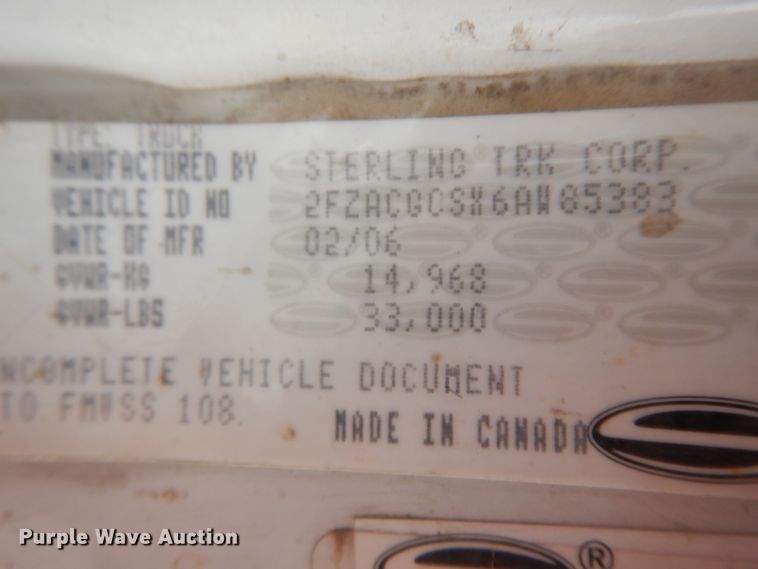 TYPE: TRUCK
MANUFACTURED BY STERLING TRK CORP.
VEHICLE ID NO 2FZACGCSX6AW85383
DATE OF MFR 02/06
GVWR-KG 14,968
GVWR-LBS 33,000
NCOMPLETE VEHICLE DOCUMENT
TO FMVSS 108.
MADE IN CANADA
Purple Wave Auction
®